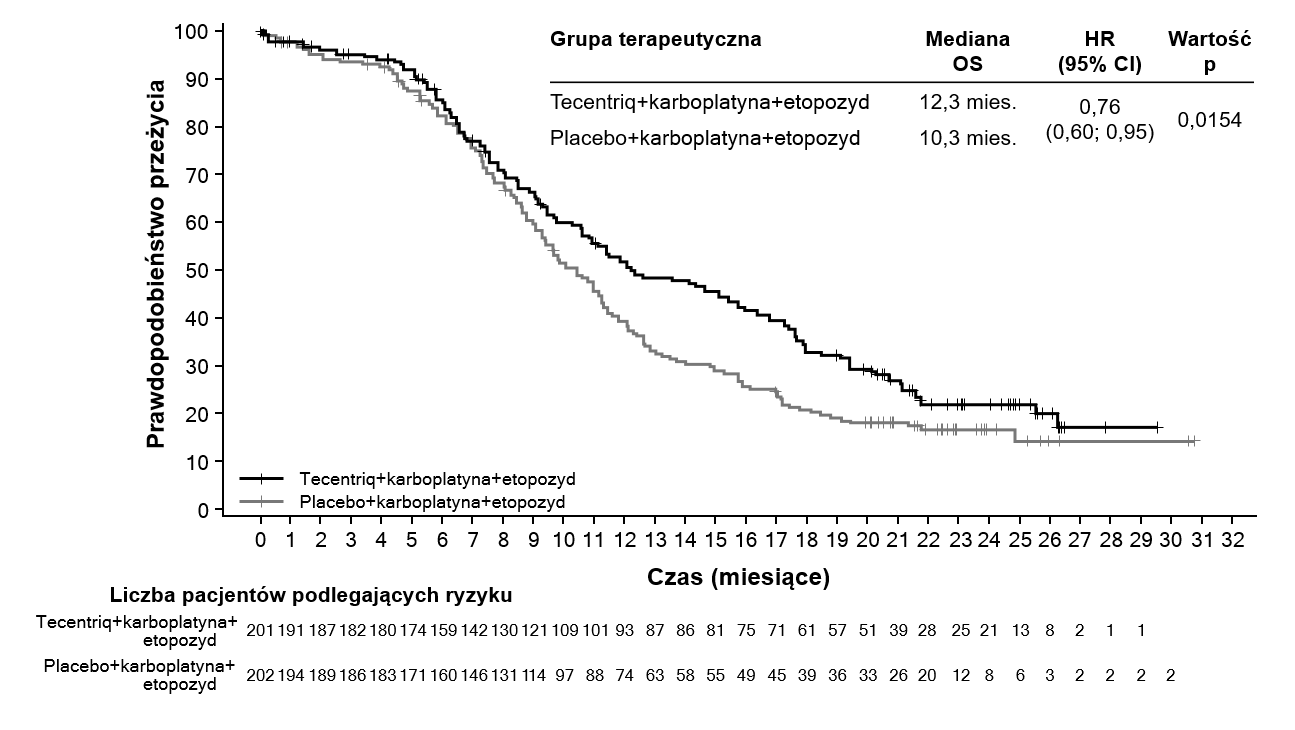 Grupa terapeutyczna Mediana OS HR (95% CI) Wartość p
Tecentriq+karboplatyna+etopozyd 12,3 mies. 0,76 (0,60; 0,95) 0,0154
Placebo+karboplatyna+etopozyd 10,3 mies.
Prawdopodobieństwo przeżycia
100
90
80
70
60
50
40
30
20
10
0
Tecentriq+karboplatyna+etopozyd
Placebo+karboplatyna+etopozyd
0 1 2 3 4 5 6 7 8 9 10 11 12 13 14 15 16 17 18 19 20 21 22 23 24 25 26 27 28 29 30 31 32
Czas (miesiące)
Liczba pacjentów podlegających ryzyku
Tecentriq+karboplatyna+
etopozyd 201 191 187 182 180 174 159 142 130 121 109 101 93 87 86 81 75 71 61 57 51 39 28 25 21 13 8 2 1 1
Placebo+karboplatyna+
etopozyd 202 194 189 186 183 171 160 146 131 114 97 88 74 63 58 55 49 45 39 36 33 26 20 12 8 6 3 2 2 2 2